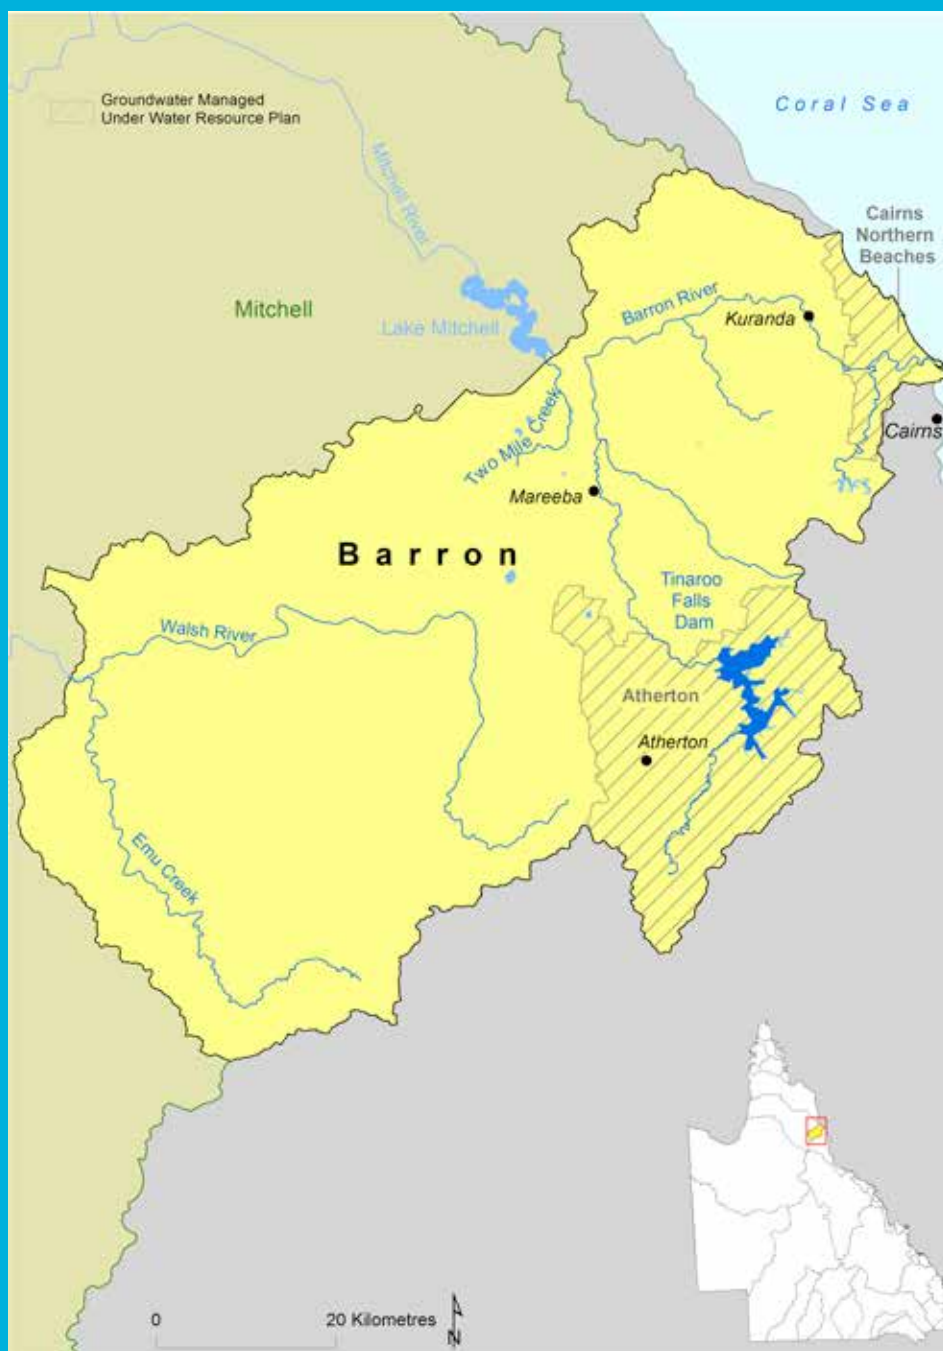 Groundwater Managed
Under Water Resource Plan
Coral Sea
Mitchell River
Cairns
Northern
Beaches
Mitchell
Lake Mitchell
Barron River
Kuranda
Two Mile Creek
Cairns
Mareeba
Barron
Tinaroo
Falls
Dam
Walsh River
Atherton
Atherton
Emu Creek
0
20 Kilometres
N